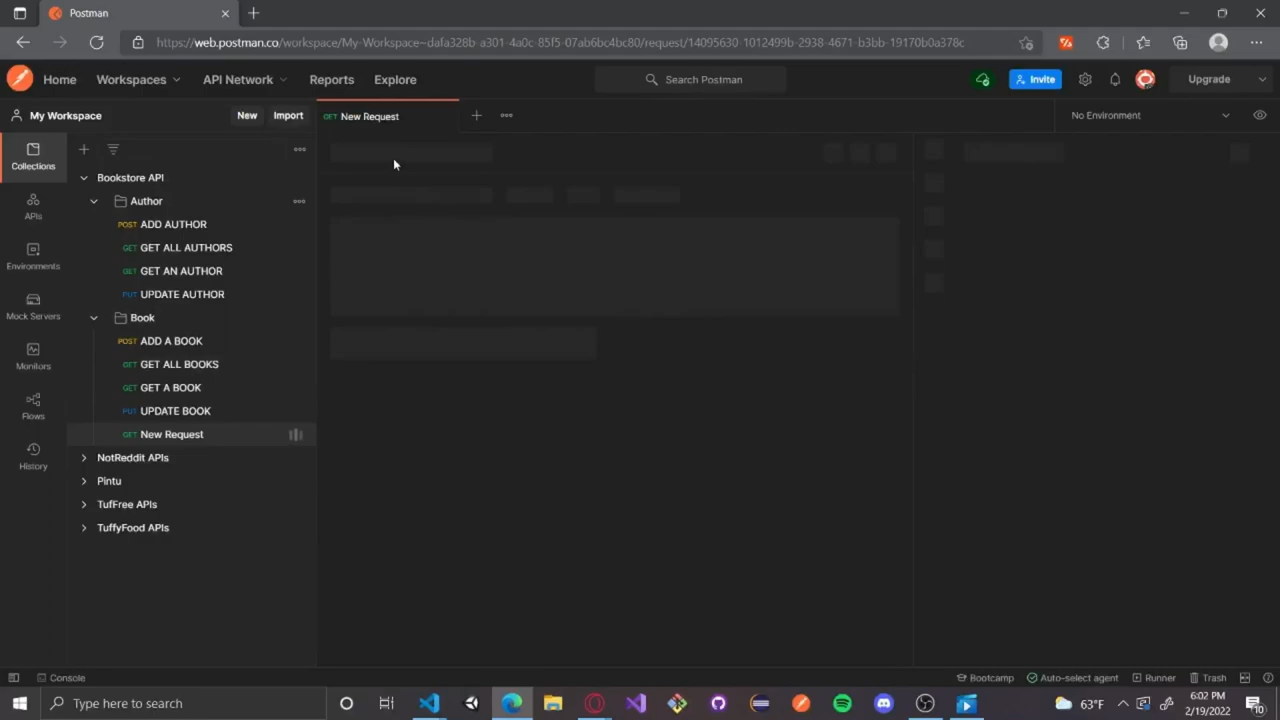 Postman
https://web.postman.co/workspace/My-Workspace~dafa328b-a301-4a0c-85f5-07ab6bc4bc80/request/14095630-1012499b-2938-4671-b3bb-19170b0a378c
Home
Workspaces
API Network
Reports
Explore
Search Postman
Invite
Upgrade
My Workspace
New
Import
GET New Request
No Environment
Collections
APIs
Environments
Mock Servers
Monitors
Flows
History
Bookstore API
Author
POST ADD AUTHOR
GET GET ALL AUTHORS
GET GET AN AUTHOR
PUT UPDATE AUTHOR
Book
POST ADD A BOOK
GET GET ALL BOOKS
GET GET A BOOK
PUT UPDATE BOOK
GET New Request
NotReddit APIs
Pintu
TufFree APIs
TuffyFood APIs
Console
Bootcamp
Auto-select agent
Runner
Trash
Type here to search
63°F
6:02 PM
2/19/2022
10